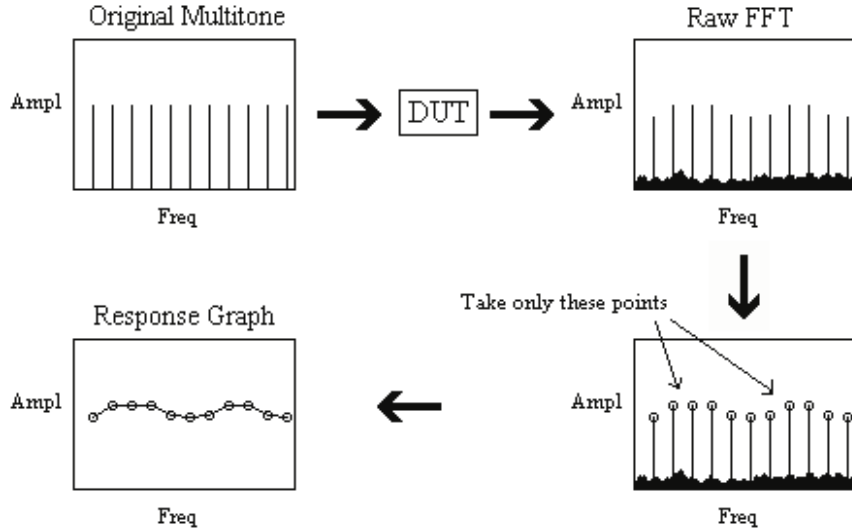 Original Multitone
Raw FFT
Ampl
DUT
Ampl
Freq
Freq
Take only these points
Response Graph
Ampl
Ampl
Freq
Freq